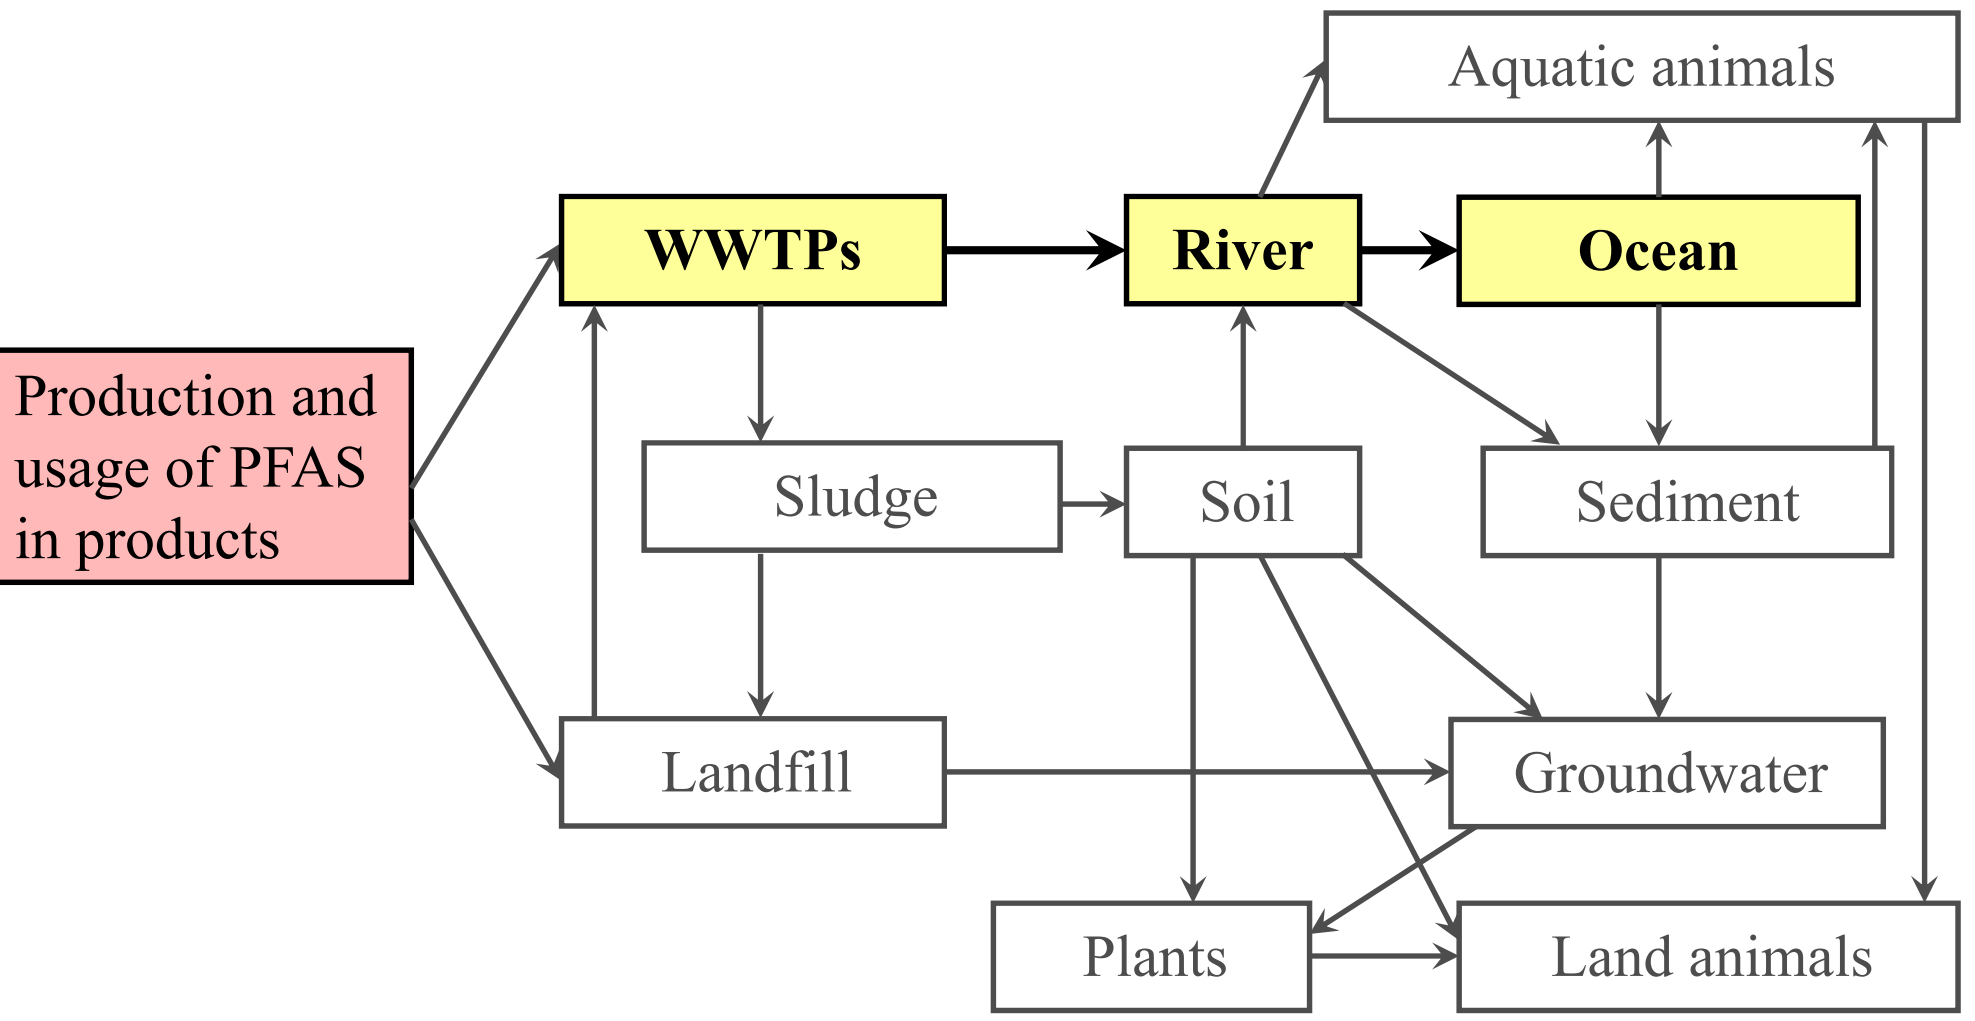 Aquatic animals
WWTPs
River
Ocean
Production and
usage of PFAS
in products
Sludge
Soil
Sediment
Landfill
Groundwater
Plants
Land animals